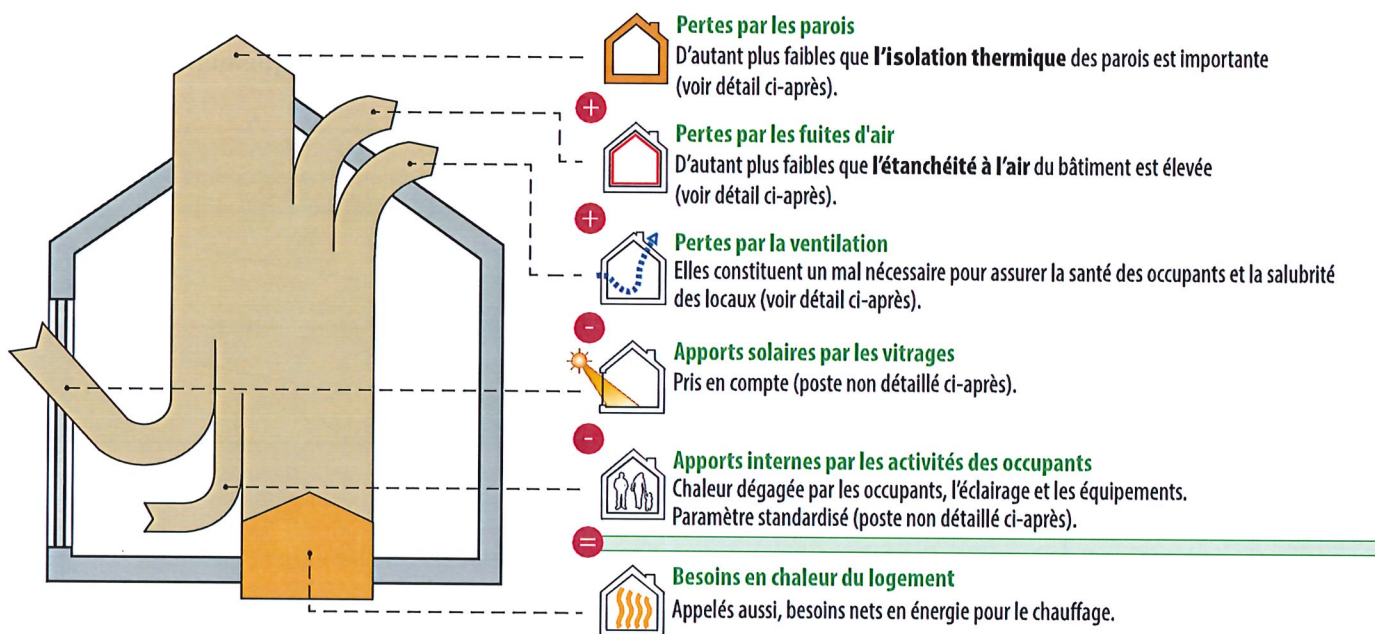 Pertes par les parois
D'autant plus faibles que l'isolation thermique des parois est importante
(voir détail ci-après).
+
Pertes par les fuites d'air
D'autant plus faibles que l'étanchéité à l'air du bâtiment est élevée
(voir détail ci-après).
+
Pertes par la ventilation
Elles constituent un mal nécessaire pour assurer la santé des occupants et la salubrité
des locaux (voir détail ci-après).
-
Apports solaires par les vitrages
Pris en compte (poste non détaillé ci-après).
-
Apports internes par les activités des occupants
Chaleur dégagée par les occupants, l'éclairage et les équipements.
Paramètre standardisé (poste non détaillé ci-après).
=
Besoins en chaleur du logement
Appelés aussi, besoins nets en énergie pour le chauffage.